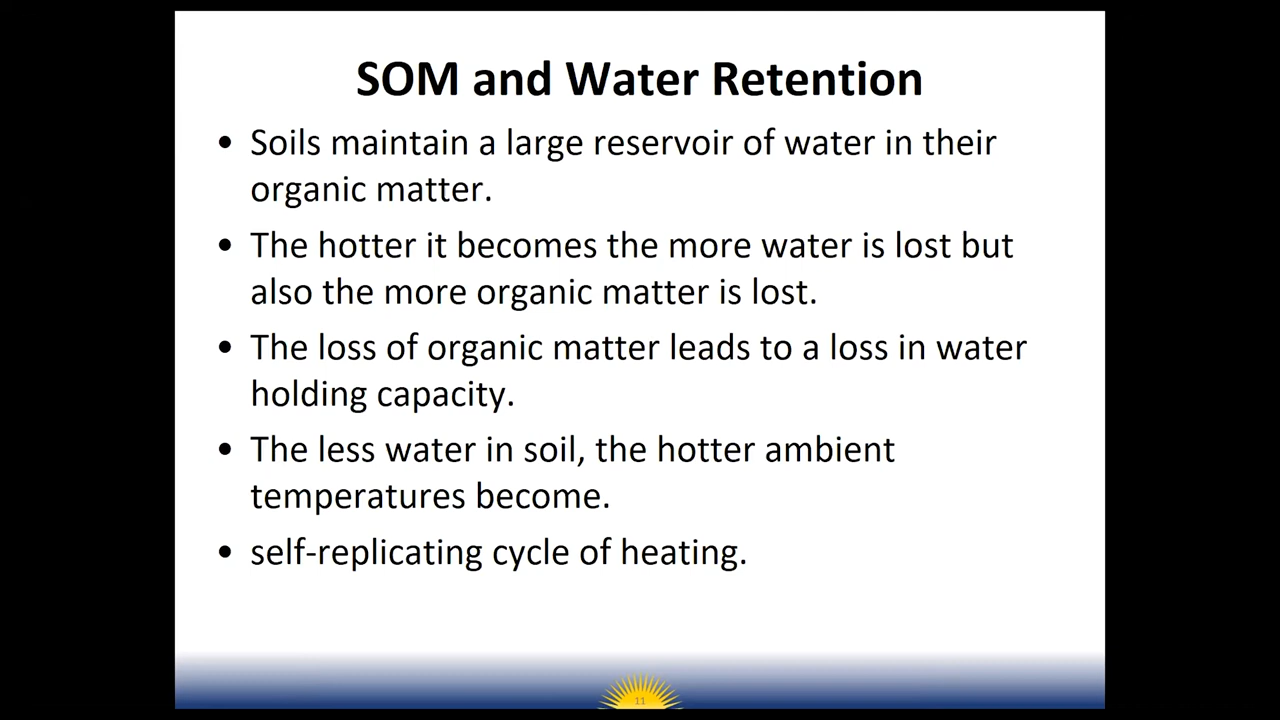 SOM and Water Retention
• Soils maintain a large reservoir of water in their
organic matter.
• The hotter it becomes the more water is lost but
also the more organic matter is lost.
• The loss of organic matter leads to a loss in water
holding capacity.
• The less water in soil, the hotter ambient
temperatures become.
• self-replicating cycle of heating.
11